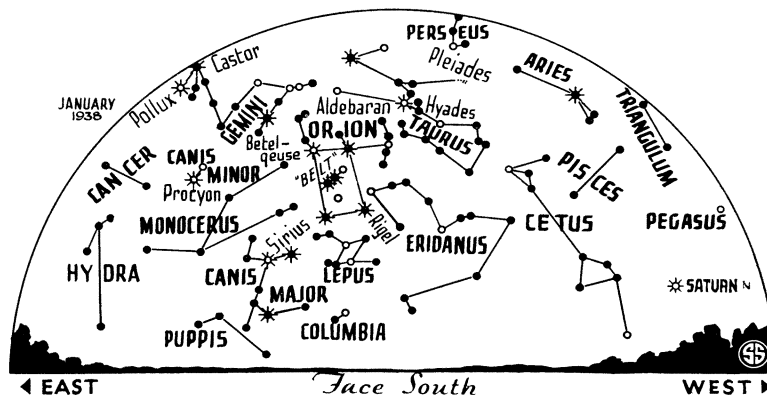 PERSEUS
Castor
Pleiades
ARIES
Pollux
JANUARY
1938
GEMINI
Aldebaran
Hyades
TRIANGULUM
ORION
TAURUS
Betel-
geuse
CANCER
CANIS
MINOR
Procyon
"BELT"
PISCES
MONOCERUS
Sirius
Rigel
ERIDANUS
CETUS
PEGASUS
HYDRA
CANIS
MAJOR
LEPUS
SATURN
PUPPIS
COLUMBIA
SS
EAST
Face South
WEST